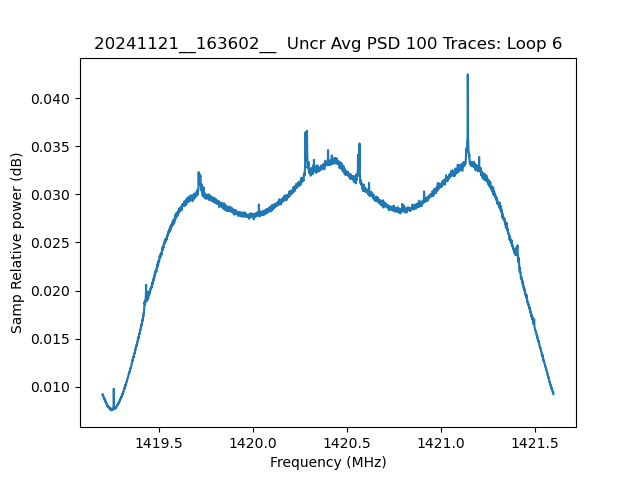 20241121__163602__  Uncr Avg PSD 100 Traces: Loop 6
Samp Relative power (dB)
0.040
0.035
0.030
0.025
0.020
0.015
0.010
1419.5 1420.0 1420.5 1421.0 1421.5
Frequency (MHz)